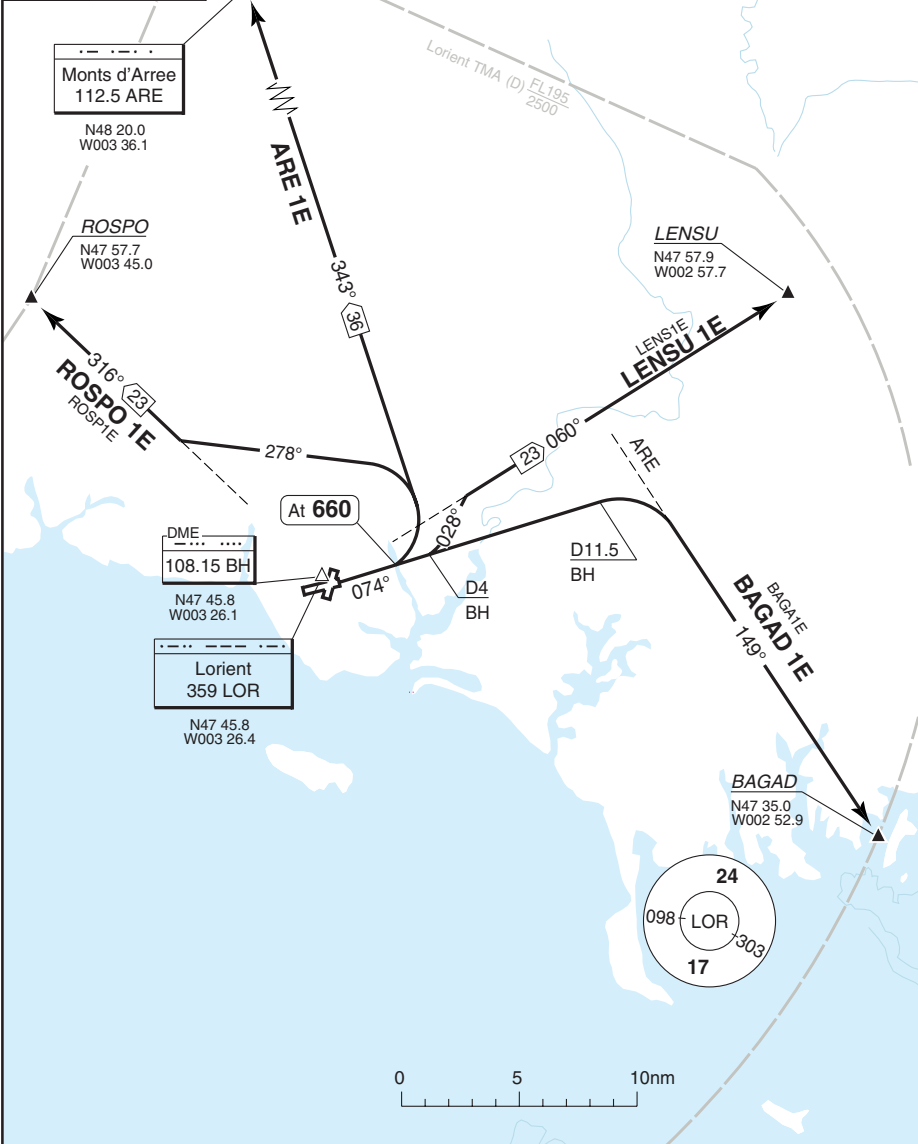 Monts d'Arree
112.5 ARE
N48 20.0
W003 36.1
Lorient TMA (D) FL195
2500
ARE 1E
343°
36
ROSPO
N47 57.7
W003 45.0
LENSU
N47 57.9
W002 57.7
LENS1E
LENSU 1E
316°
23
ROSPO 1E
ROSP1E
278°
23
060°
ARE
At 660
028°
DME
108.15 BH
N47 45.8
W003 26.1
074°
D4
BH
D11.5
BH
BAGA1E
BAGAD 1E
149°
Lorient
359 LOR
N47 45.8
W003 26.4
BAGAD
N47 35.0
W002 52.9
24
098
LOR
303
17
0 5 10nm